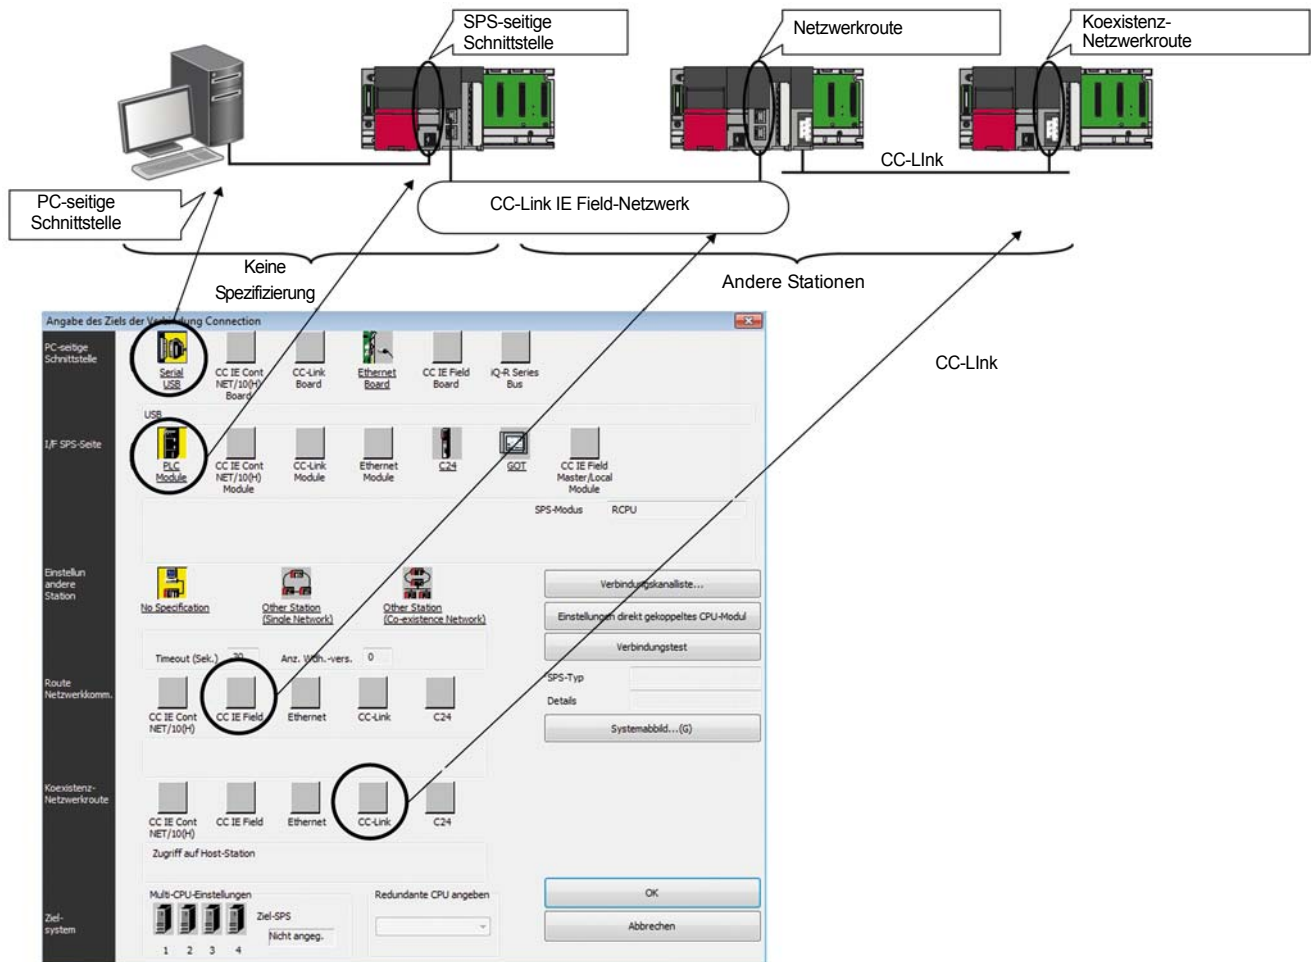 SPS-seitige
Schnittstelle
Netzwerkroute
Koexistenz-
Netzwerkroute
CC-LInk
PC-seitige
Schnittstelle
CC-Link IE Field-Netzwerk
Keine
Spezifizierung
Andere Stationen
CC-LInk
Angabe des Ziels der Verbindung Connection
PC-seitige
Schnittstelle
Serial
USB
CC IE Cont
NET/10(H)
Board
CC-Link
Board
Ethernet
Board
CC IE Field
Board
iQ-R Series
Bus
USB
I/F SPS-Seite
PLC
Module
CC IE Cont
NET/10(H)
Module
CC-Link
Module
Ethernet
Module
C24
GOT
CC IE Field
Master/Local
Module
SPS-Modus
RCPU
Einstellun
andere
Station
No Specification
Other Station
(Single Network)
Other Station
(Co-existence Network)
Verbindungskanalliste...
Einstellungen direkt gekoppeltes CPU-Modul
Verbindungstest
Timeout (Sek.)
30
Anz. Wdh.-vers.
0
SPS-Typ
Details
Systemabbild...(G)
Route
Netzwerkkomm.
CC IE Cont
NET/10(H)
CC IE Field
Ethernet
CC-Link
C24
Koexistenz-
Netzwerkroute
CC IE Cont
NET/10(H)
CC IE Field
Ethernet
CC-Link
C24
Zugriff auf Host-Station
Ziel-
system
Multi-CPU-Einstellungen
1
2
3
4
Ziel-SPS
Nicht angeg.
Redundante CPU angeben
OK
Abbrechen